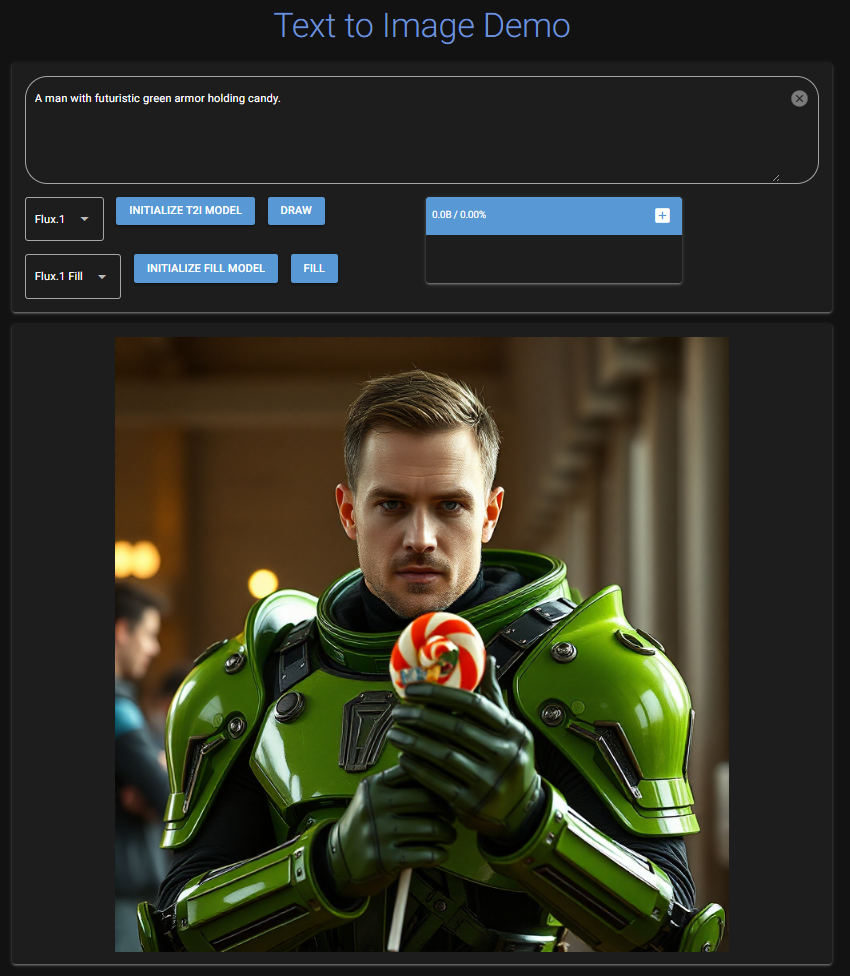 Text to Image Demo
A man with futuristic green armor holding candy.
Flux.1
INITIALIZE T2I MODEL
DRAW
0.0B / 0.00%
Flux.1 Fill
INITIALIZE FILL MODEL
FILL